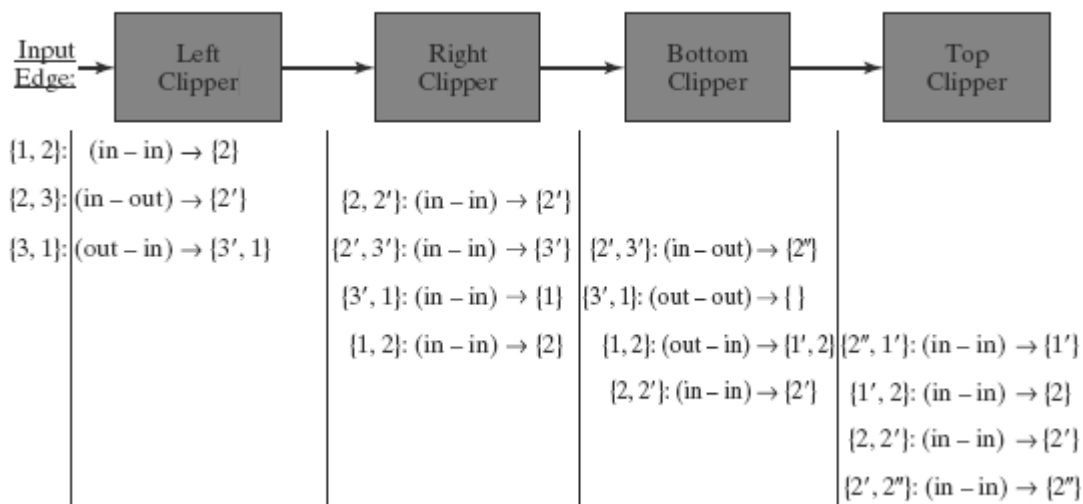 Input
Edge:
Left
Clipper
Right
Clipper
Bottom
Clipper
Top
Clipper
{1, 2}: (in – in) → {2}
{2, 3}: (in – out) → {2′} {2, 2′}: (in – in) → {2′}
{3, 1}: (out – in) → {3′, 1} {2′, 3′}: (in – in) → {3′} {2′, 3′}: (in – out) → {2″}
{3′, 1}: (in – in) → {1} {3′, 1}: (out – out) → { }
{1, 2}: (in – in) → {2} {1, 2}: (out – in) → {1′, 2} {2″, 1′}: (in – in) → {1′}
{2, 2′}: (in – in) → {2′} {1′, 2}: (in – in) → {2}
{2, 2′}: (in – in) → {2′}
{2′, 2″}: (in – in) → {2″}